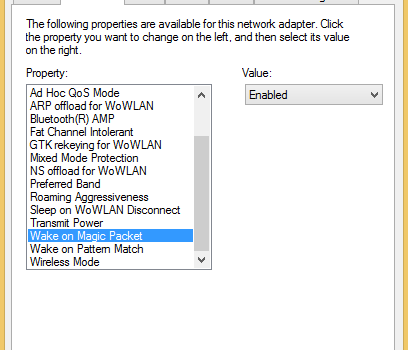 The following properties are available for this network adapter. Click
the property you want to change on the left, and then select its value
on the right.
Property:
Value:
Ad Hoc QoS Mode
Enabled
ARP offload for WoWLAN
Bluetooth(R) AMP
Fat Channel Intolerant
GTK rekeying for WoWLAN
Mixed Mode Protection
NS offload for WoWLAN
Preferred Band
Roaming Aggressiveness
Sleep on WoWLAN Disconnect
Transmit Power
Wake on Magic Packet
Wake on Pattern Match
Wireless Mode